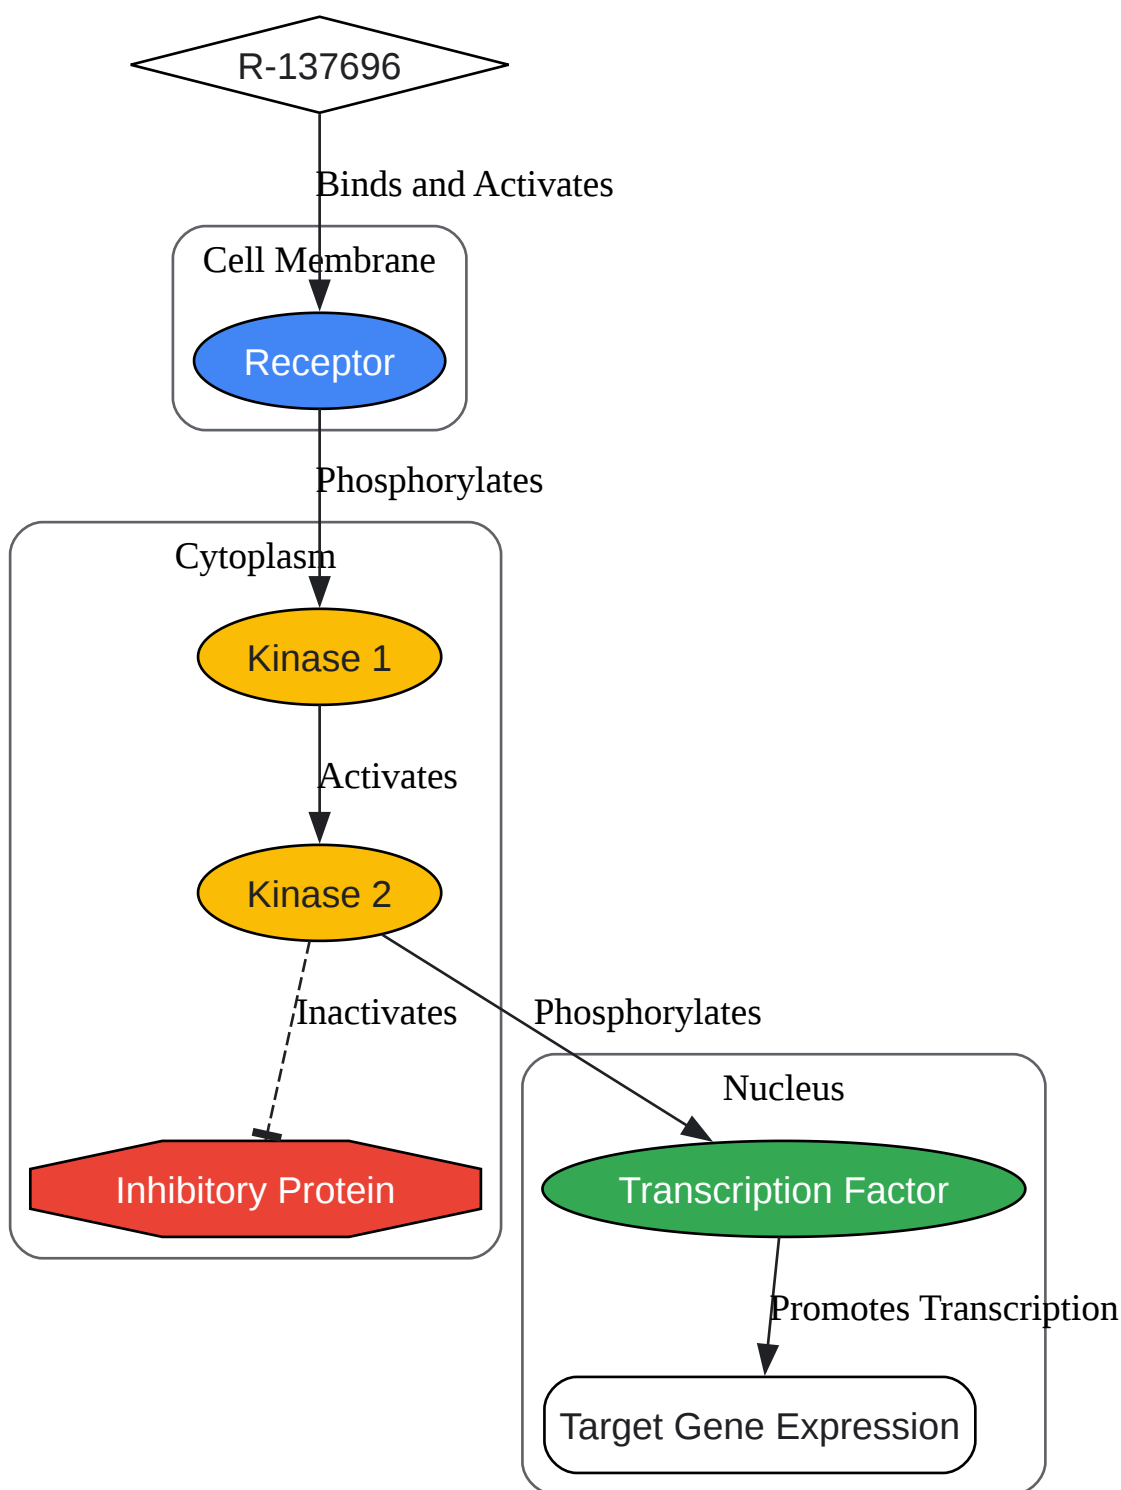 R-137696
Binds and Activates
Cell Membrane
Receptor
Phosphorylates
Cytoplasm
Kinase 1
Activates
Kinase 2
Inactivates
Phosphorylates
Nucleus
Inhibitory Protein
Transcription Factor
Promotes Transcription
Target Gene Expression